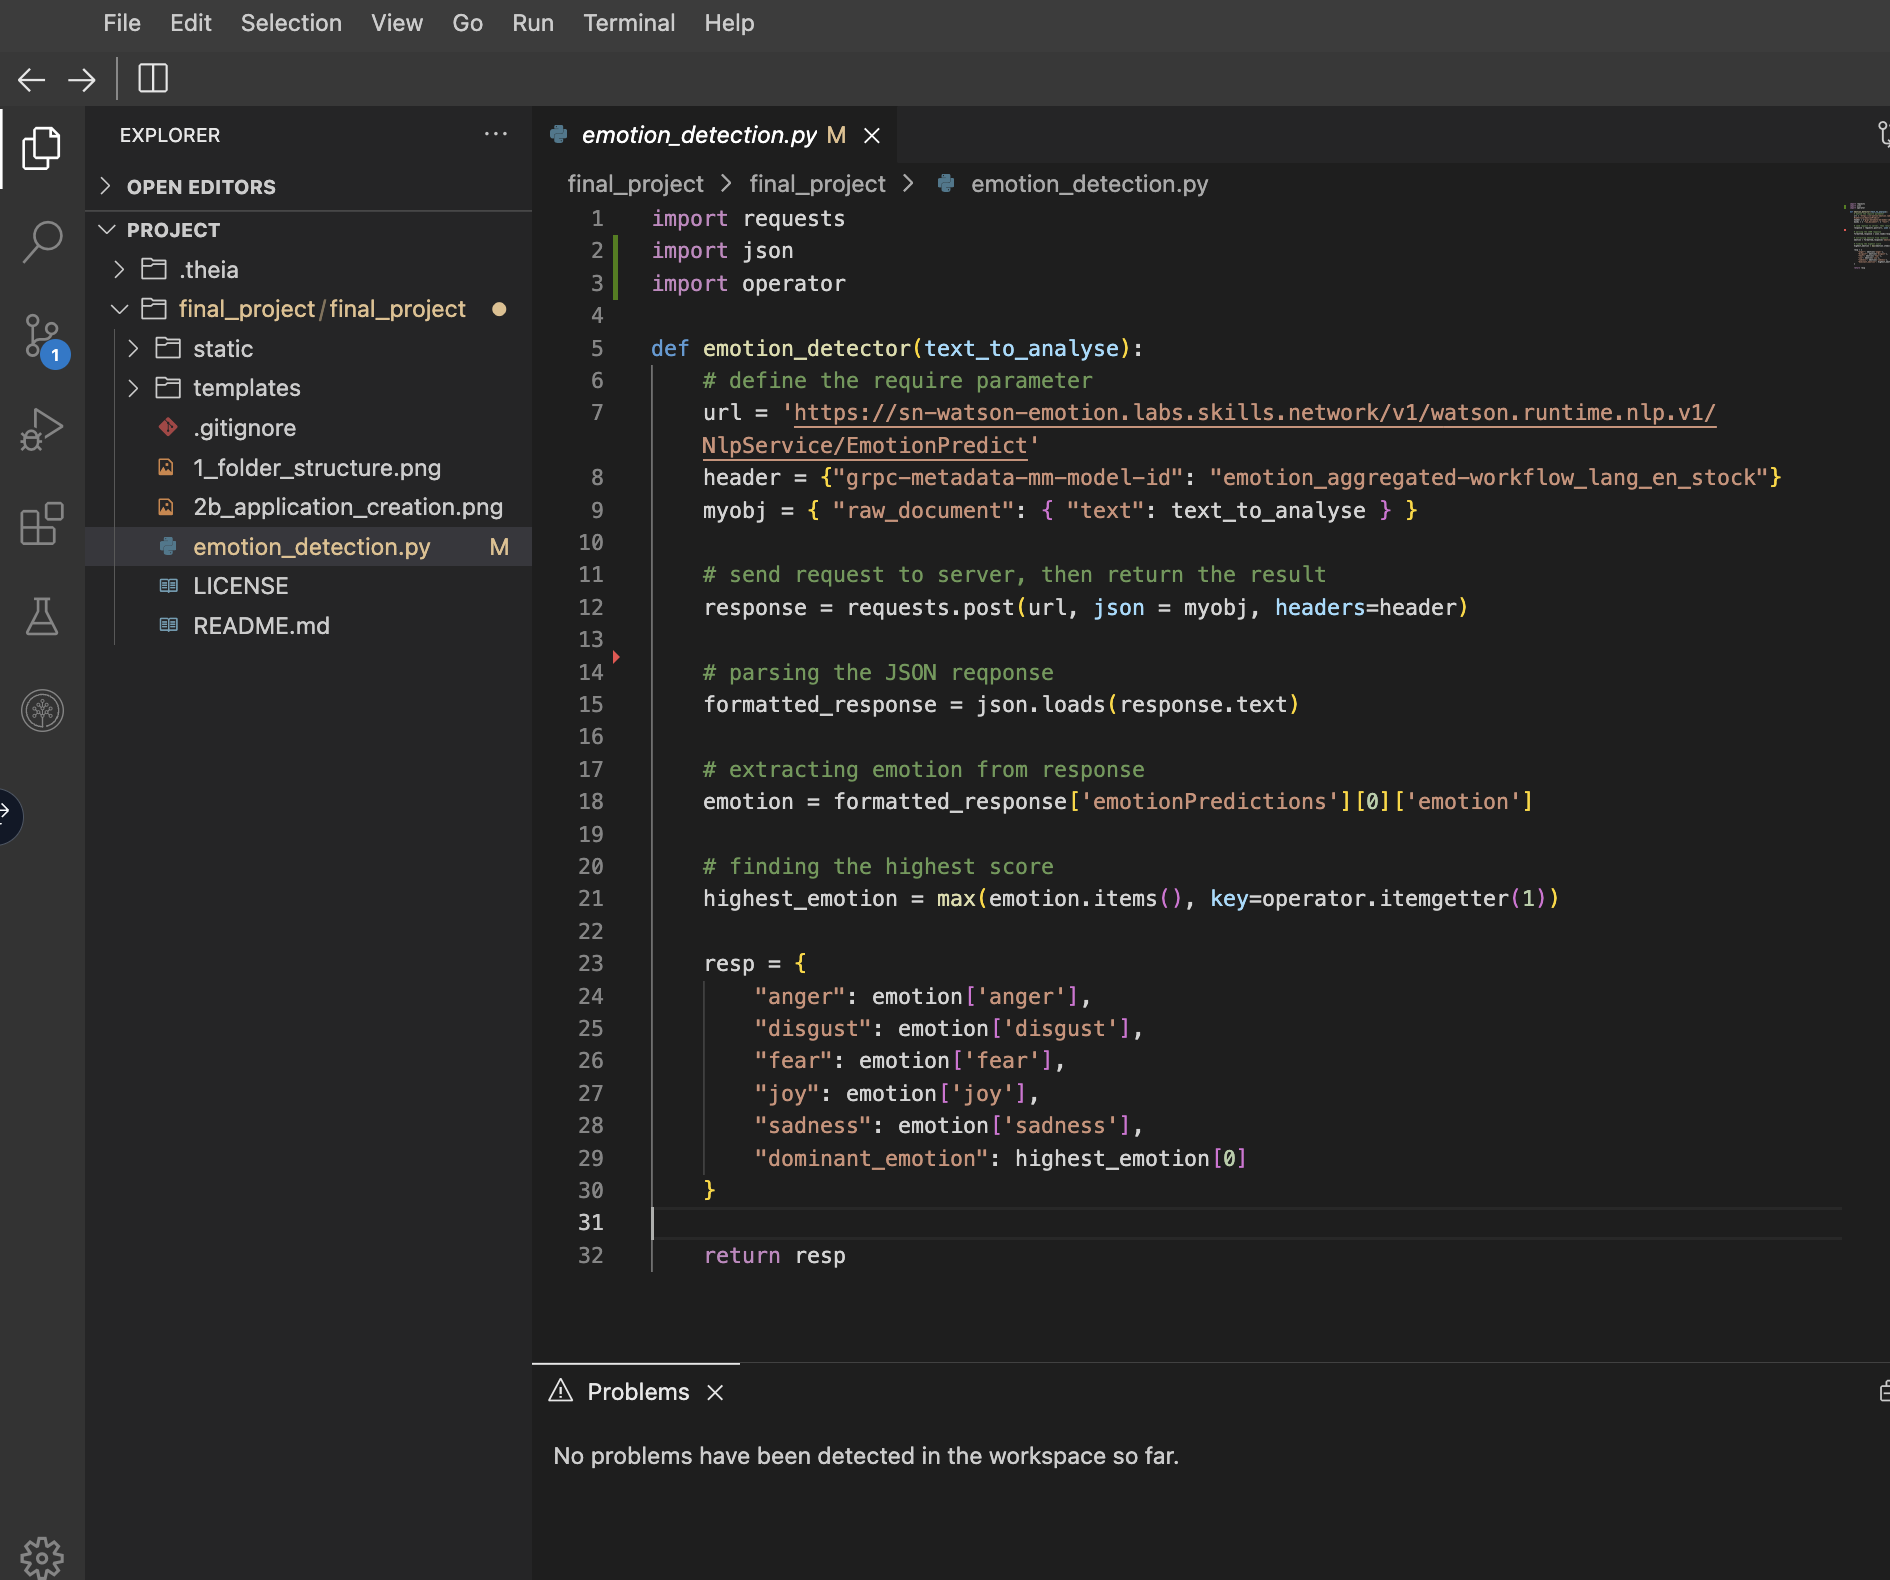 File Edit Selection View Go Run Terminal Help
EXPLORER
OPEN EDITORS
PROJECT
.theia
final_project/final_project
static
templates
.gitignore
1_folder_structure.png
2b_application_creation.png
emotion_detection.py M
LICENSE
README.md
1
emotion_detection.py M
final_project > final_project > emotion_detection.py
1 import requests
2 import json
3 import operator
4
5 def emotion_detector(text_to_analyse):
6 # define the require parameter
7 url = 'https://sn-watson-emotion.labs.skills.network/v1/watson.runtime.nlp.v1/
NlpService/EmotionPredict'
8 header = {"grpc-metadata-mm-model-id": "emotion_aggregated-workflow_lang_en_stock"}
9 myobj = { "raw_document": { "text": text_to_analyse } }
10
11 # send request to server, then return the result
12 response = requests.post(url, json = myobj, headers=header)
13
14 # parsing the JSON reqponse
15 formatted_response = json.loads(response.text)
16
17 # extracting emotion from response
18 emotion = formatted_response['emotionPredictions'][0]['emotion']
19
20 # finding the highest score
21 highest_emotion = max(emotion.items(), key=operator.itemgetter(1))
22
23 resp = {
24 "anger": emotion['anger'],
25 "disgust": emotion['disgust'],
26 "fear": emotion['fear'],
27 "joy": emotion['joy'],
28 "sadness": emotion['sadness'],
29 "dominant_emotion": highest_emotion[0]
30 }
31
32 return resp
Problems
No problems have been detected in the workspace so far.